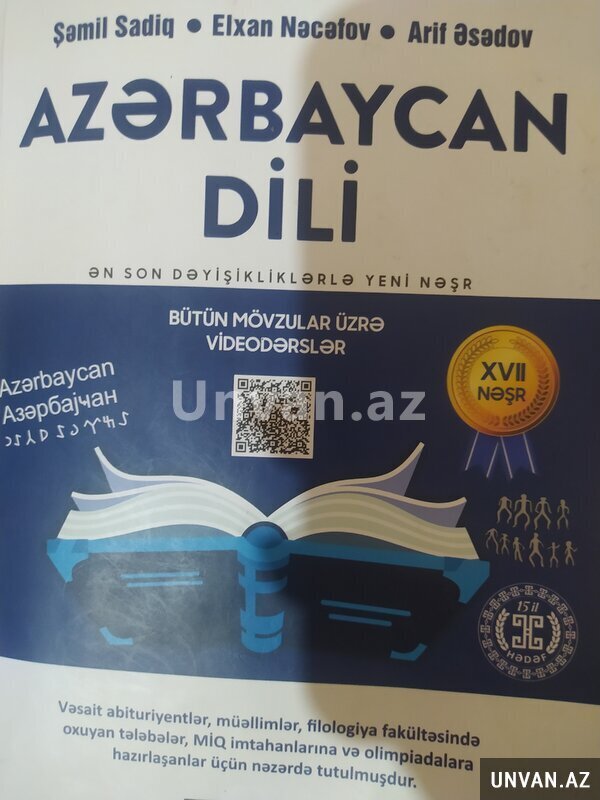 Şəmil Sadiq • Elxan Nəcəfov • Arif Əsədov
AZƏRBAYCAN
DİLİ
ƏN SON DƏYİŞİKLİKLƏRLƏ YENİ NƏŞR
BÜTÜN MÖVZULAR ÜZRƏ
VİDEODƏRSLƏR
Azərbaycan
Азәрбајҹан
XVII
NƏŞR
Unvan.az
15 il
HƏDƏF
Vəsait abituriyentlər, müəllimlər, filologiya fakültəsində
oxuyan tələbələr, MİQ imtahanlarına və olimpiadalara
hazırlaşanlar üçün nəzərdə tutulmuşdur.
UNVAN.AZ